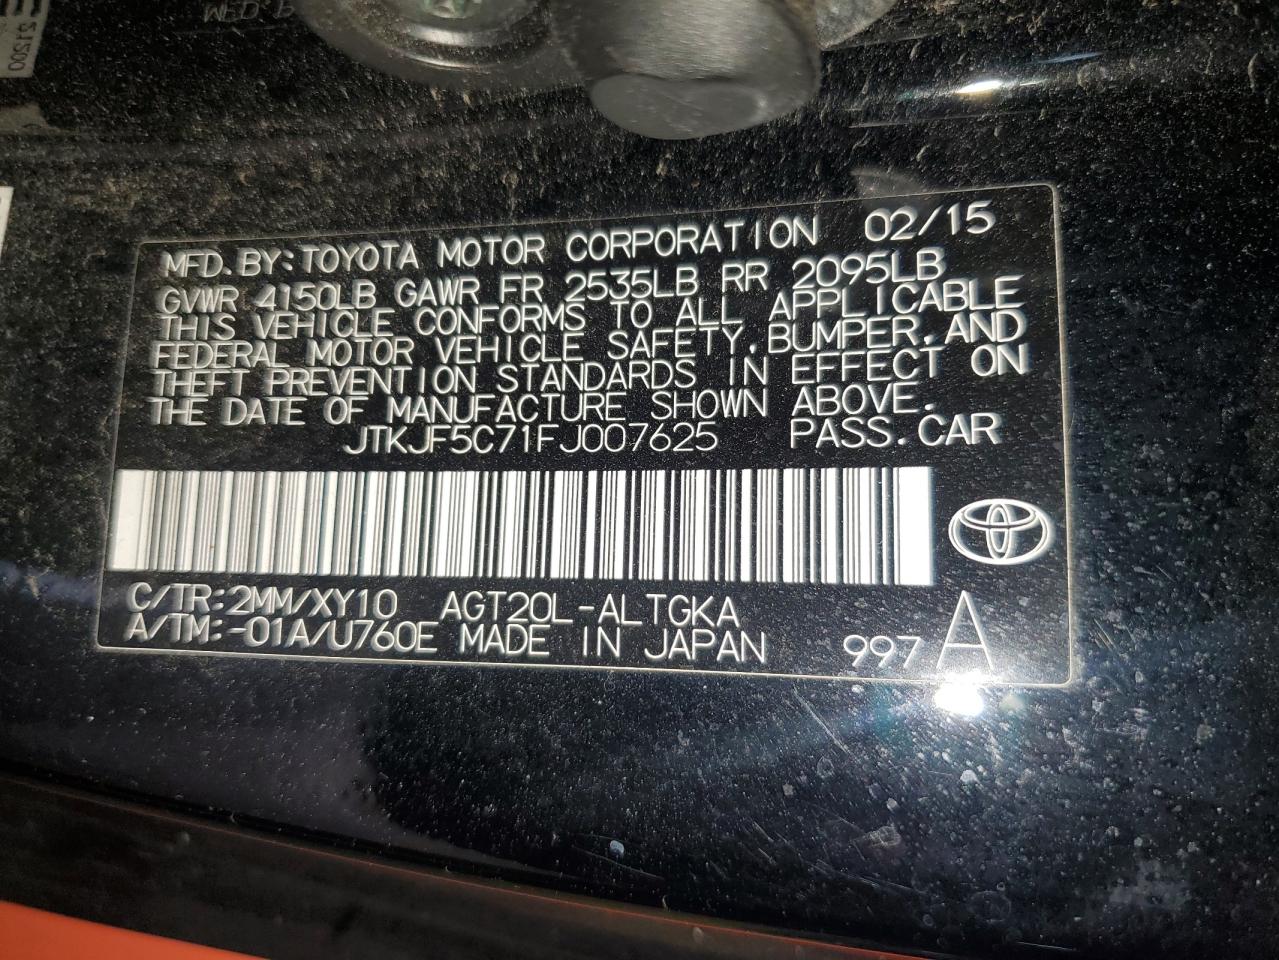 MFD.BY:TOYOTA MOTOR CORPORATION 02/15
GVWR 4150LB GAWR FR 2535LB RR 2095LB
THIS VEHICLE CONFORMS TO ALL APPLICABLE
FEDERAL MOTOR VEHICLE SAFETY,BUMPER,AND
THEFT PREVENTION STANDARDS IN EFFECT ON
THE DATE OF MANUFACTURE SHOWN ABOVE.
JTKJF5C71FJ007625 PASS.CAR
C/TR:2MM/XY10 AGT20L-ALTGKA
A/TM:-01A/U760E MADE IN JAPAN 997 A